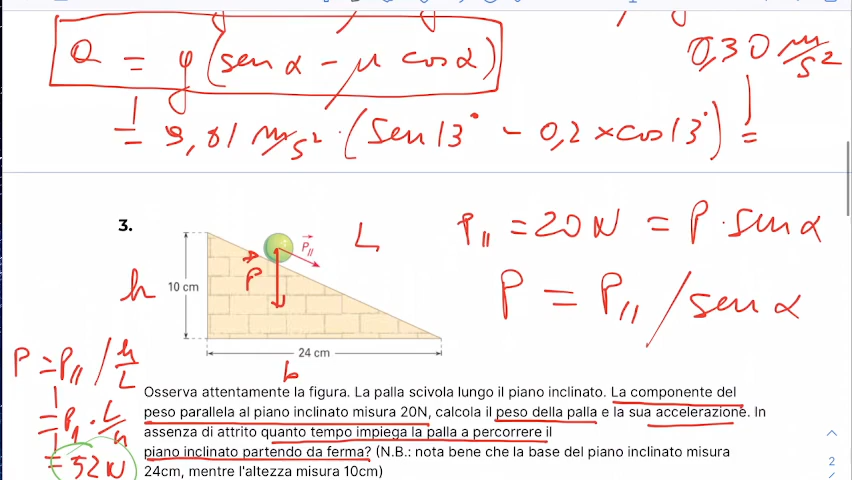 a = g (sen α - μ cos α)
0,30 m/s²
= 9,81 m/s² · (sen 13° - 0,2 x cos 13°) =
3.
P∥ = 20N = P · sen α
L
P∥
P
h
10 cm
P = P∥ / sen α
24 cm
b
P = P∥ / h/L
= P∥ · L/h
= 52N
Osserva attentamente la figura. La palla scivola lungo il piano inclinato. La componente del
peso parallela al piano inclinato misura 20N, calcola il peso della palla e la sua accelerazione. In
assenza di attrito quanto tempo impiega la palla a percorrere il
piano inclinato partendo da ferma? (N.B.: nota bene che la base del piano inclinato misura
24cm, mentre l'altezza misura 10cm)
2